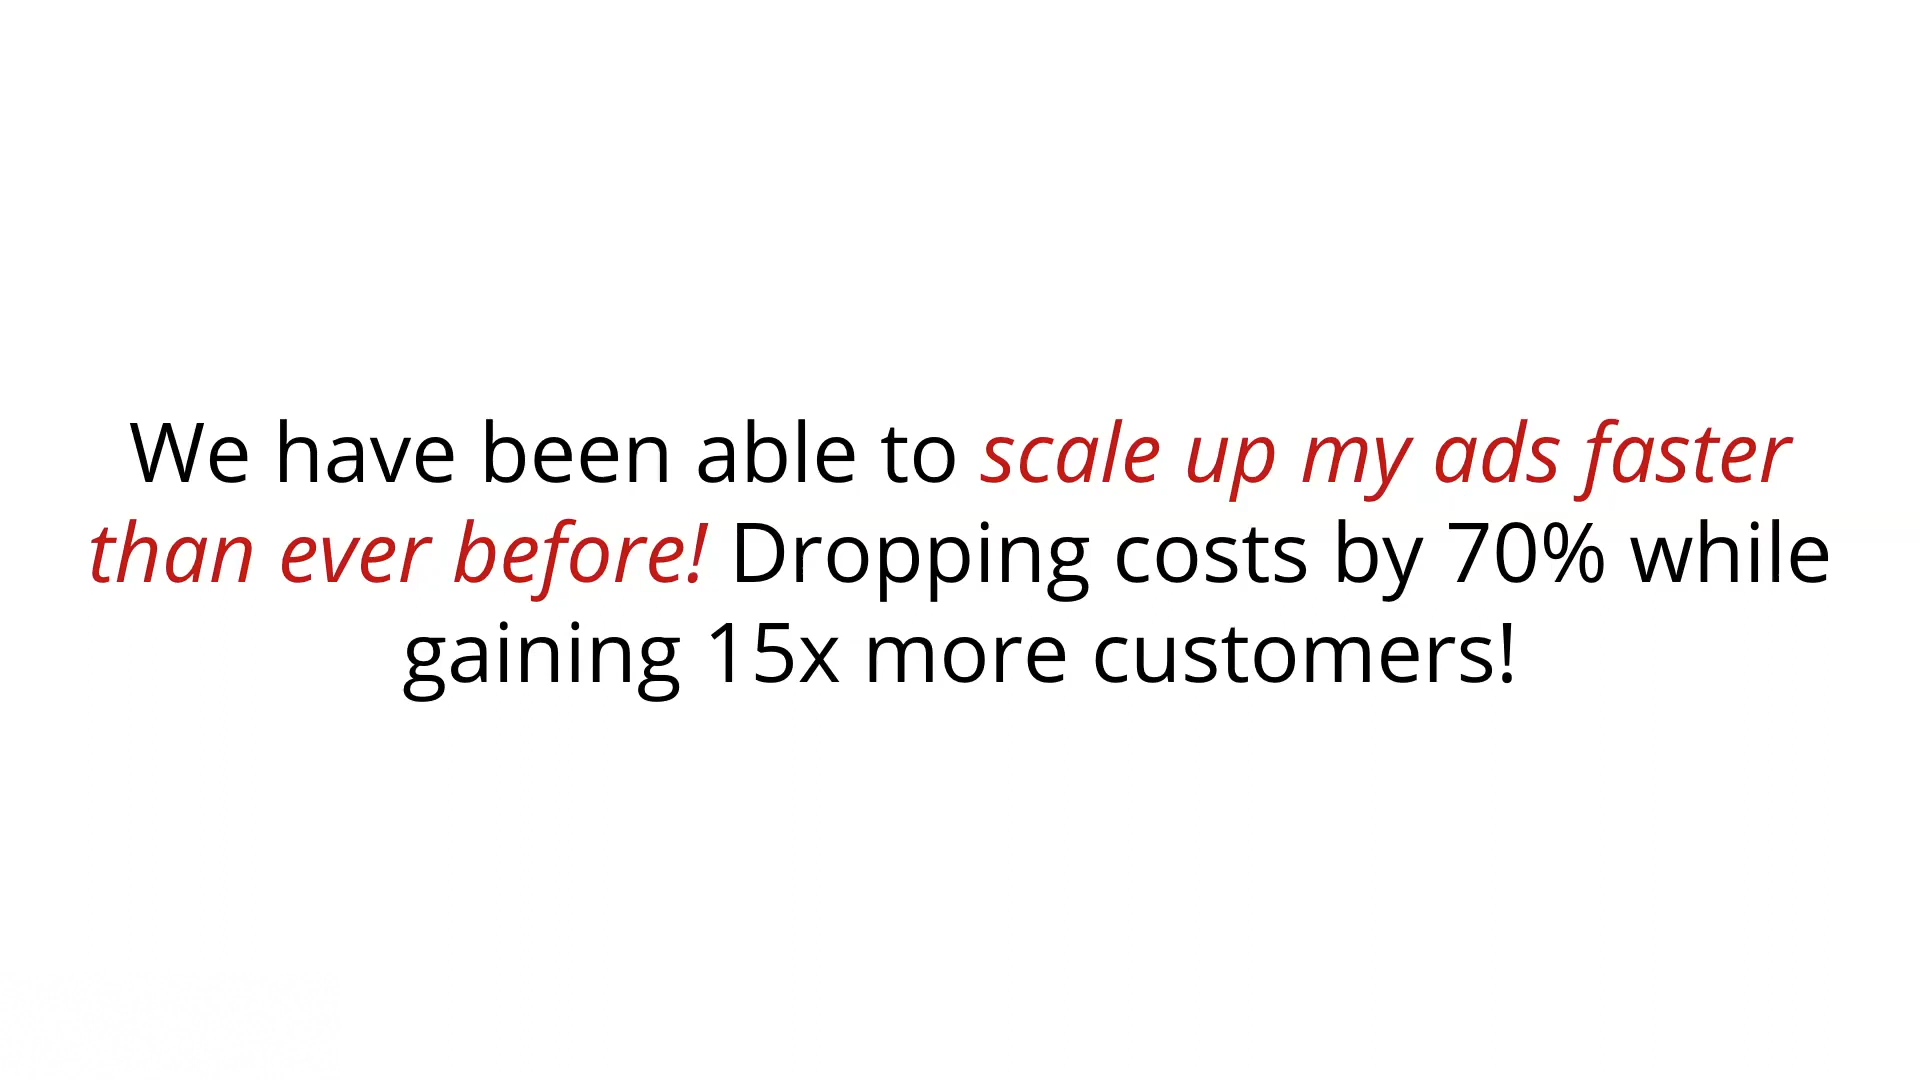 We have been able to scale up my ads faster
than ever before! Dropping costs by 70% while
gaining 15x more customers!